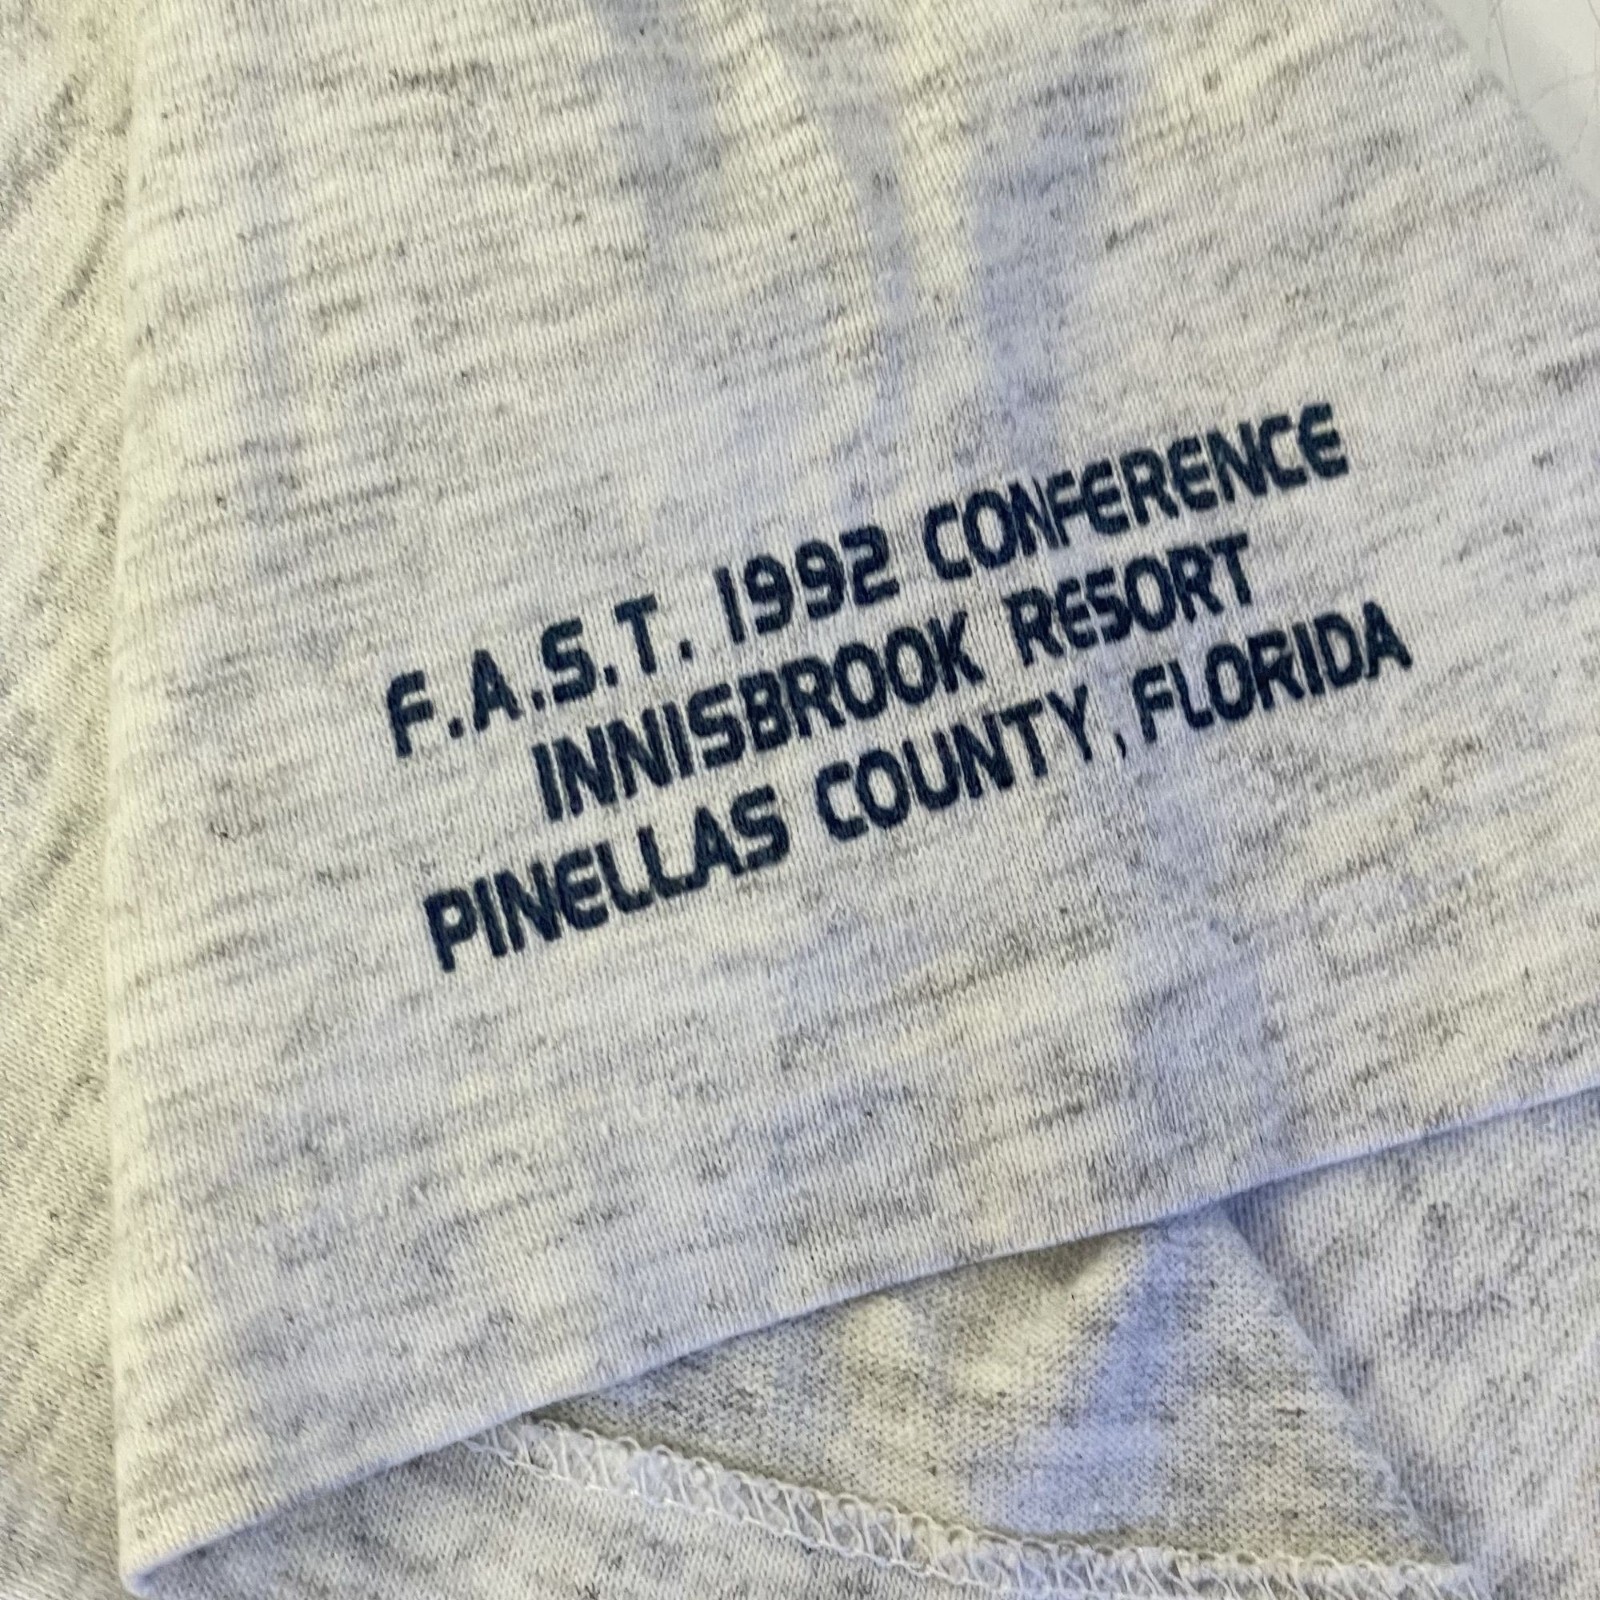 F.A.S.T. 1992 CONFERENCE
INNISBROOK RESORT
PINELLAS COUNTY, FLORIDA